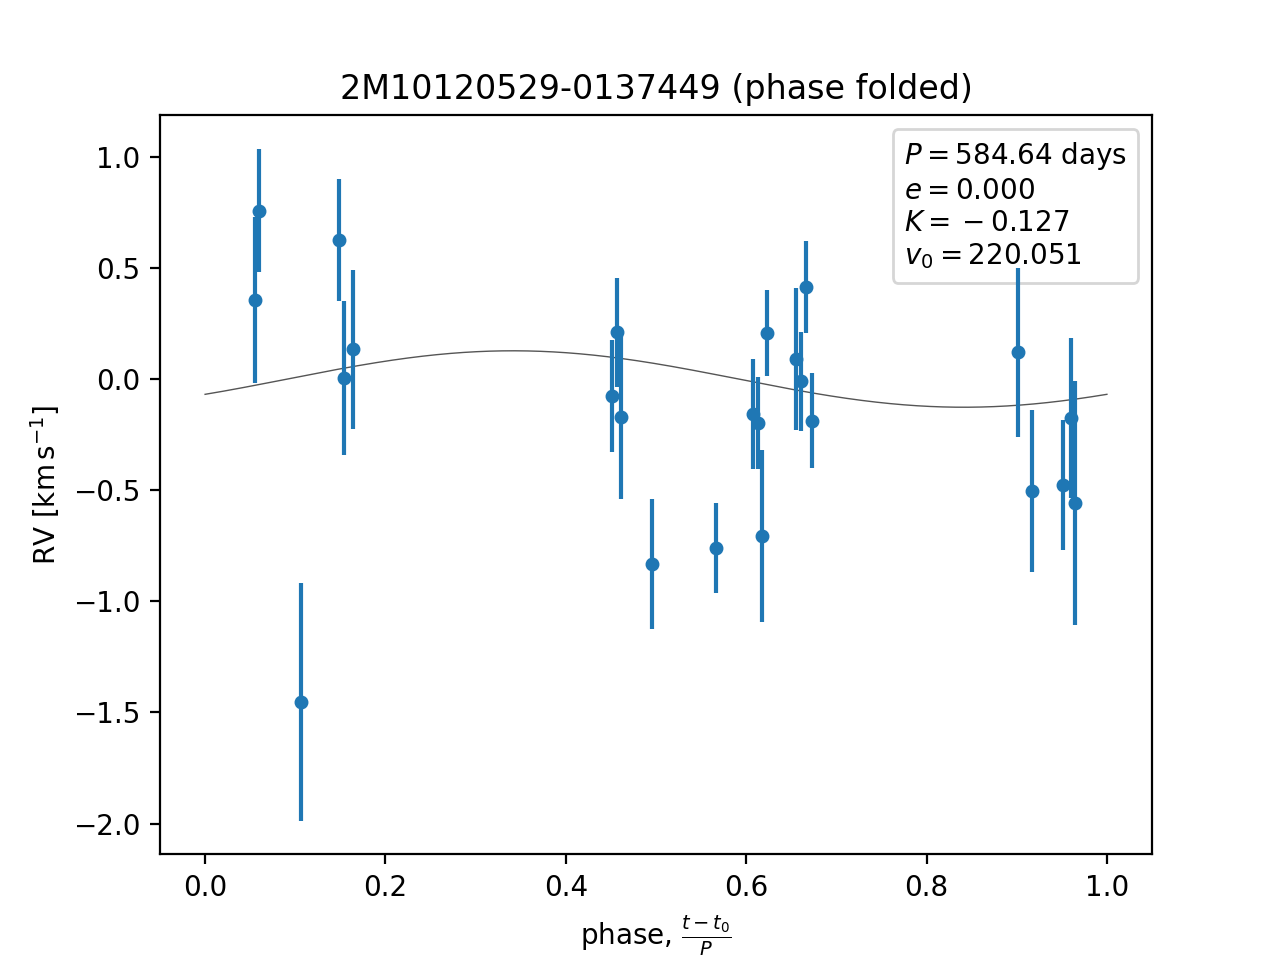 2M10120529-0137449 (phase folded)
P = 584.64 days
e = 0.000
K = −0.127
v₀ = 220.051
1.0
0.5
0.0
−0.5
−1.0
−1.5
−2.0
RV [km s⁻¹]
0.0 0.2 0.4 0.6 0.8 1.0
phase, (t − t₀)/P